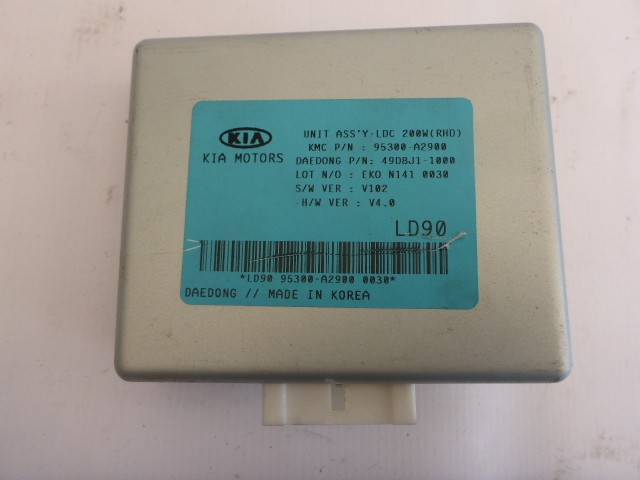 KIA
KIA MOTORS
UNIT ASS'Y-LDC 200W(RHD)
KMC P/N : 95300-A2900
DAEDONG P/N: 49D8J1-1000
LOT N/O : EKO N141 0030
S/W VER : V102
-H/W VER : V4.0
LD90
*LD90 95300-A2900 0030*
DAEDONG // MADE IN KOREA